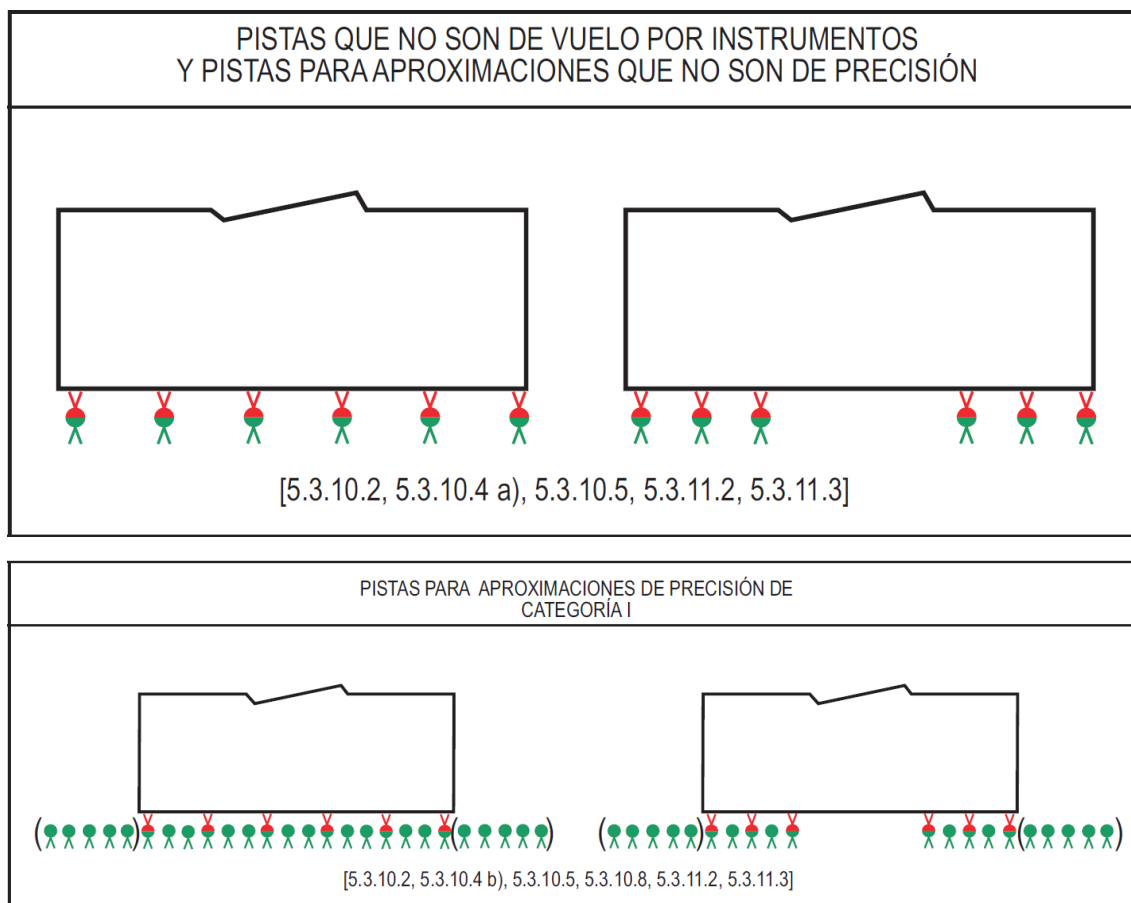 PISTAS QUE NO SON DE VUELO POR INSTRUMENTOS
Y PISTAS PARA APROXIMACIONES QUE NO SON DE PRECISIÓN
[5.3.10.2, 5.3.10.4 a), 5.3.10.5, 5.3.11.2, 5.3.11.3]
PISTAS PARA APROXIMACIONES DE PRECISIÓN DE
CATEGORÍA I
[5.3.10.2, 5.3.10.4 b), 5.3.10.5, 5.3.10.8, 5.3.11.2, 5.3.11.3]